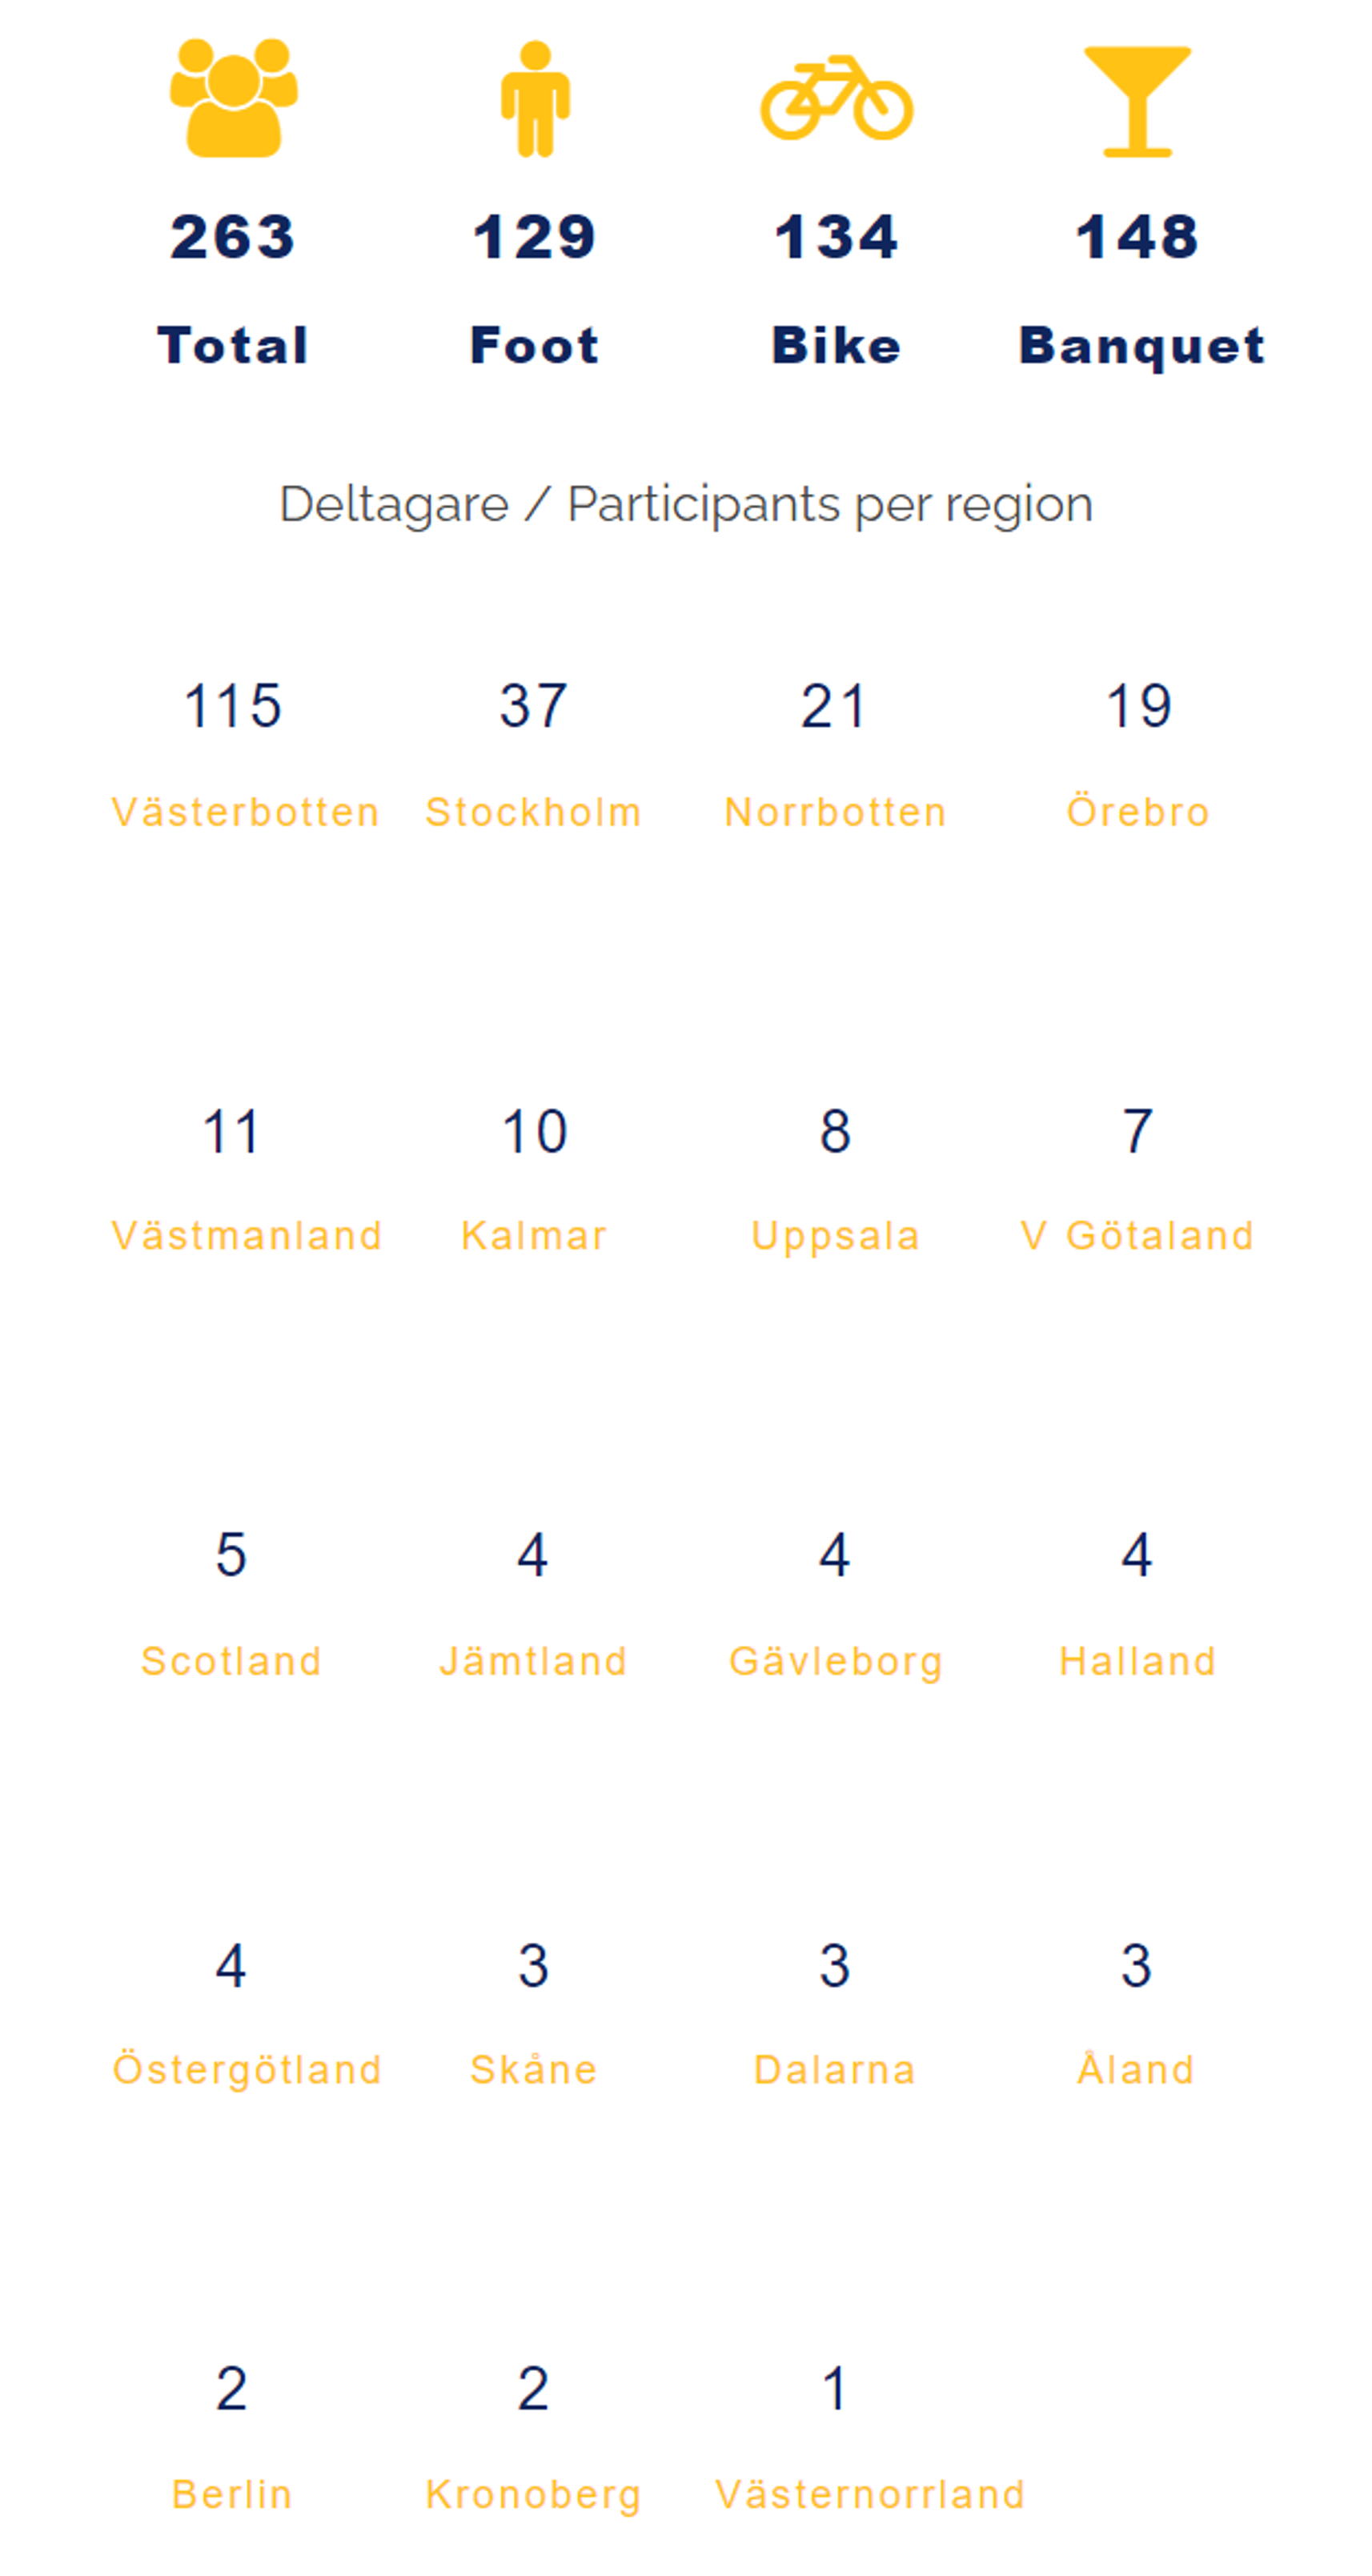 263 129 134 148
Total Foot Bike Banquet
Deltagare / Participants per region
115 37 21 19
Västerbotten Stockholm Norrbotten Örebro
11 10 8 7
Västmanland Kalmar Uppsala V Götaland
5 4 4 4
Scotland Jämtland Gävleborg Halland
4 3 3 3
Östergötland Skåne Dalarna Åland
2 2 1
Berlin Kronoberg Västernorrland